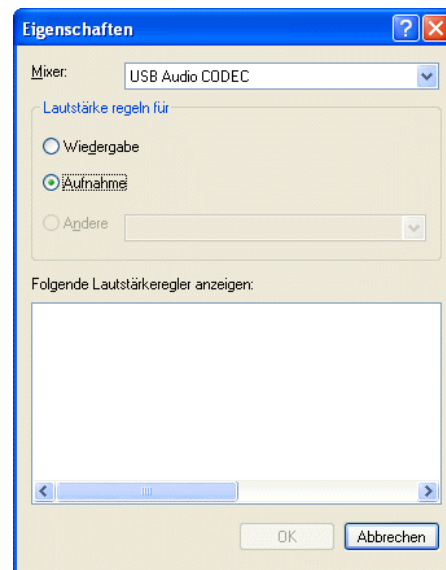 Eigenschaften
Mixer: USB Audio CODEC
Lautstärke regeln für
Wiedergabe
Aufnahme
Andere
Folgende Lautstärkeregler anzeigen:
OK Abbrechen